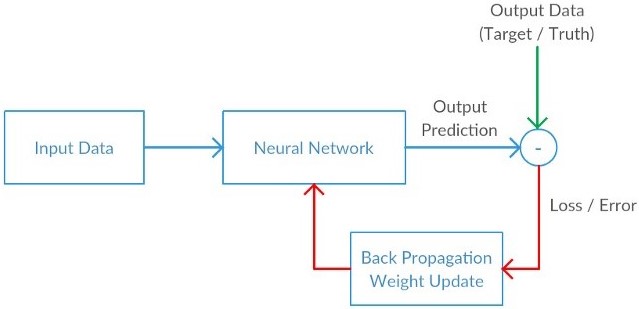 Output Data
(Target / Truth)
Input Data
Neural Network
Output
Prediction
-
Loss / Error
Back Propagation
Weight Update